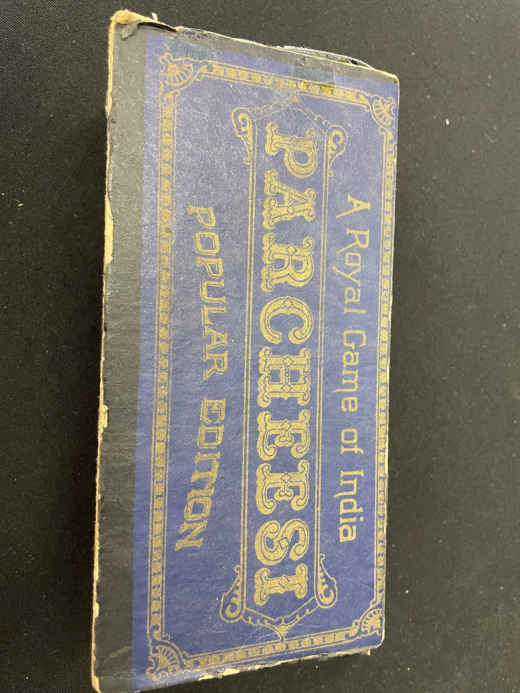 A Royal Game of India
PARCHEESI
POPULAR EDITION